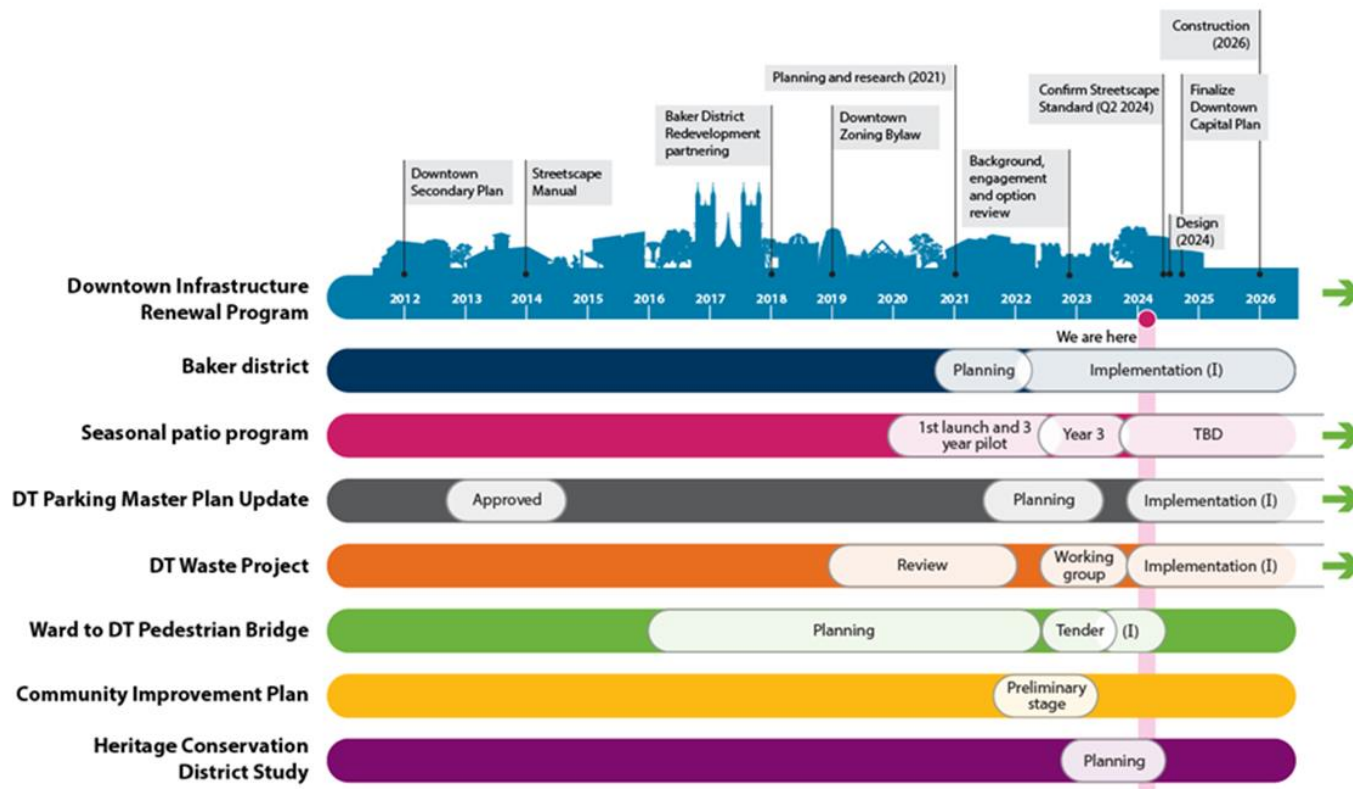 Construction
(2026)
Planning and research (2021)
Confirm Streetscape
Standard (Q2 2024)
Finalize
Downtown
Capital Plan
Baker District
Redevelopment
partnering
Downtown
Zoning Bylaw
Background,
engagement
and option
review
Downtown
Secondary Plan
Streetscape
Manual
Design
(2024)
Downtown Infrastructure
Renewal Program
2012 2013 2014 2015 2016 2017 2018 2019 2020 2021 2022 2023 2024 2025 2026
We are here
Baker district
Planning
Implementation (I)
Seasonal patio program
1st launch and 3
year pilot
Year 3
TBD
DT Parking Master Plan Update
Approved
Planning
Implementation (I)
DT Waste Project
Review
Working
group
Implementation (I)
Ward to DT Pedestrian Bridge
Planning
Tender
(I)
Community Improvement Plan
Preliminary
stage
Heritage Conservation
District Study
Planning